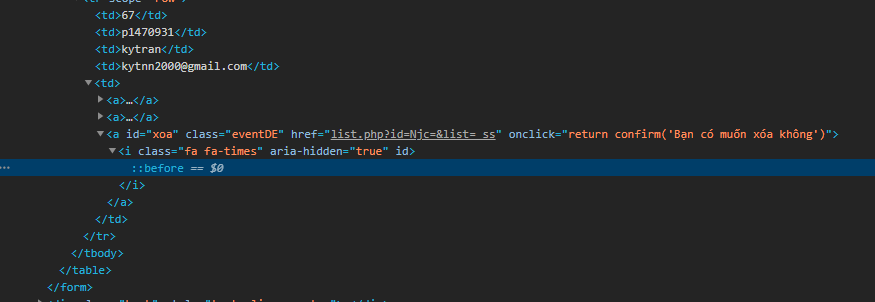 <td>67</td>
<td>p1470931</td>
<td>kytran</td>
<td>kytnn2000@gmail.com</td>
▼<td>
▶<a>…</a>
▶<a>…</a>
▼<a id="xoa" class="eventDE" href="list.php?id=Njc=&list= ss" onclick="return confirm('Bạn có muốn xóa không')">
▼<i class="fa fa-times" aria-hidden="true" id>
… ::before == $0
</i>
</a>
</td>
</tr>
</tbody>
</table>
</form>